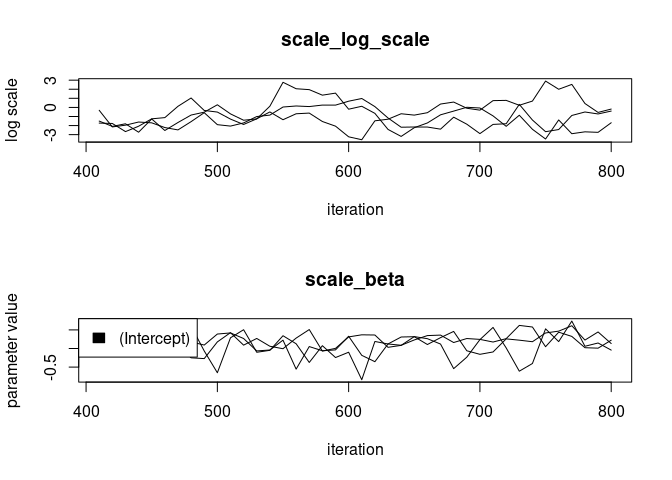 scale_log_scale
log scale
3
0
-3
400 500 600 700 800
iteration
scale_beta
parameter value
(Intercept)
-0.5
400 500 600 700 800
iteration